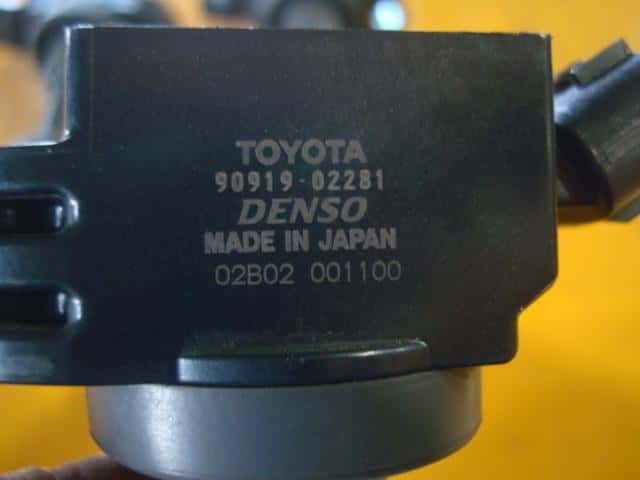 TOYOTA
90919-02281
DENSO
MADE IN JAPAN
02B02 001100